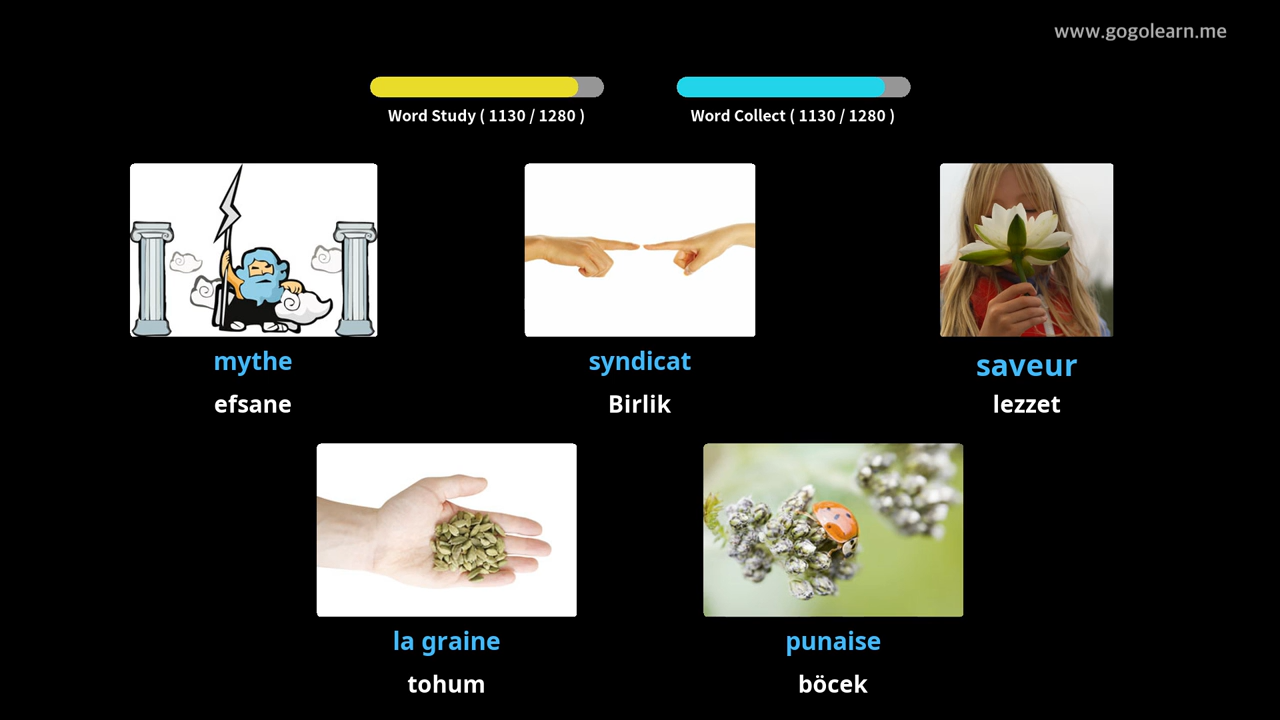 www.gogolearn.me
Word Study ( 1130 / 1280 )
Word Collect ( 1130 / 1280 )
mythe
efsane
syndicat
Birlik
saveur
lezzet
la graine
tohum
punaise
böcek